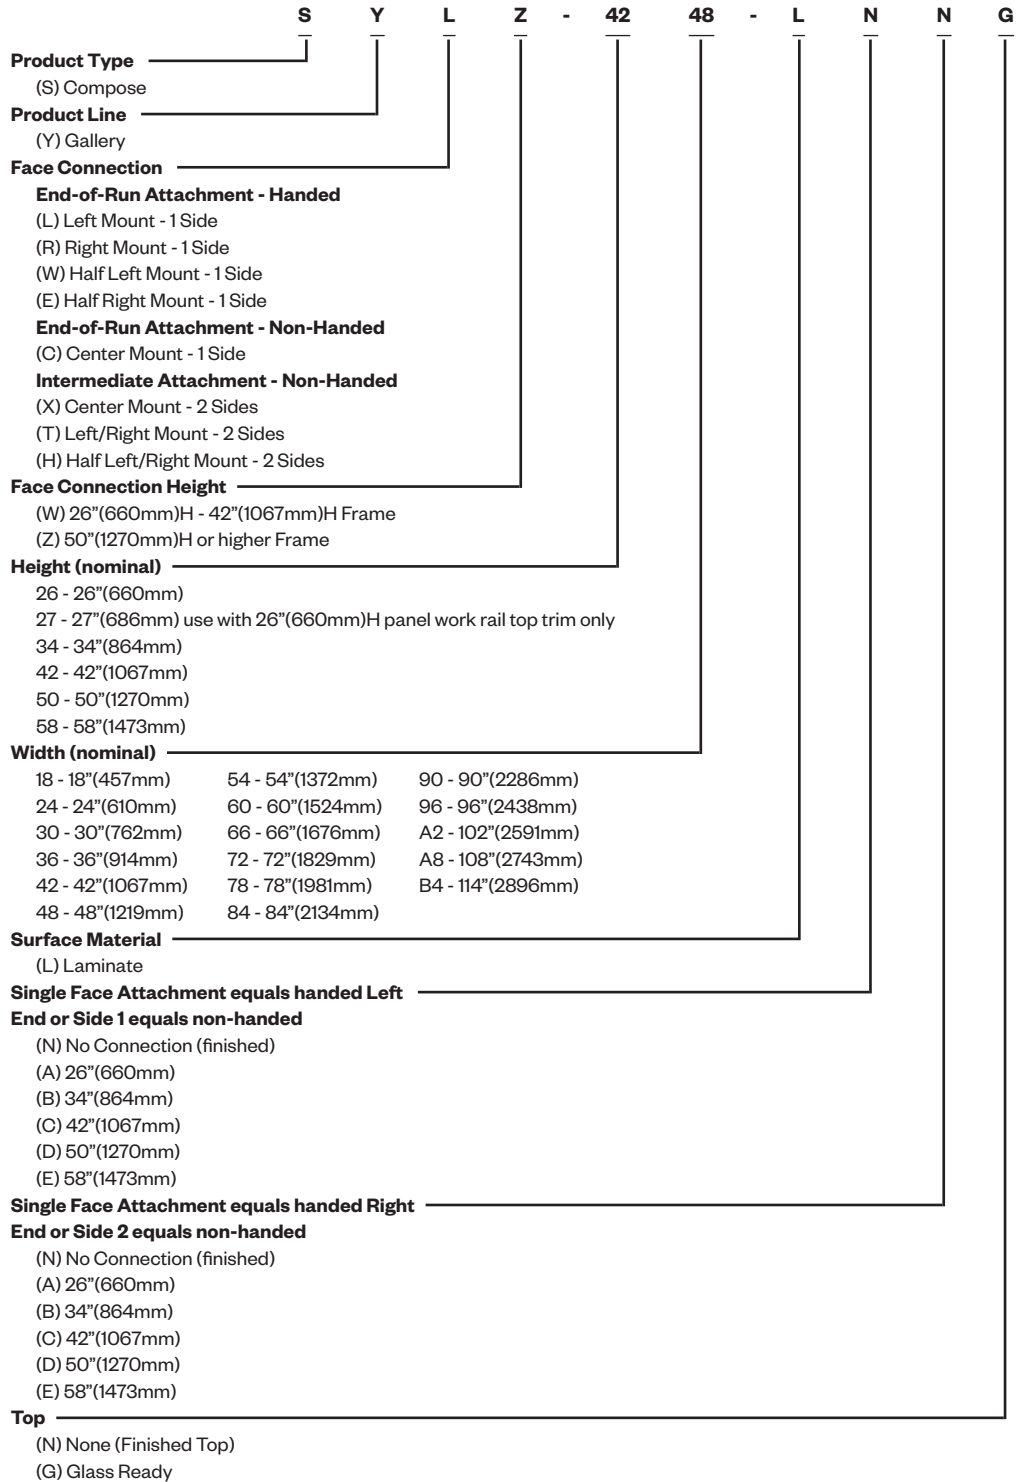 S Y L Z - 42 48 - L N N G
Product Type
(S) Compose
Product Line
(Y) Gallery
Face Connection
End-of-Run Attachment - Handed
(L) Left Mount - 1 Side
(R) Right Mount - 1 Side
(W) Half Left Mount - 1 Side
(E) Half Right Mount - 1 Side
End-of-Run Attachment - Non-Handed
(C) Center Mount - 1 Side
Intermediate Attachment - Non-Handed
(X) Center Mount - 2 Sides
(T) Left/Right Mount - 2 Sides
(H) Half Left/Right Mount - 2 Sides
Face Connection Height
(W) 26”(660mm)H - 42”(1067mm)H Frame
(Z) 50”(1270mm)H or higher Frame
Height (nominal)
26 - 26”(660mm)
27 - 27”(686mm) use with 26”(660mm)H panel work rail top trim only
34 - 34”(864mm)
42 - 42”(1067mm)
50 - 50”(1270mm)
58 - 58”(1473mm)
Width (nominal)
18 - 18”(457mm) 54 - 54”(1372mm) 90 - 90”(2286mm)
24 - 24”(610mm) 60 - 60”(1524mm) 96 - 96”(2438mm)
30 - 30”(762mm) 66 - 66”(1676mm) A2 - 102”(2591mm)
36 - 36”(914mm) 72 - 72”(1829mm) A8 - 108”(2743mm)
42 - 42”(1067mm) 78 - 78”(1981mm) B4 - 114”(2896mm)
48 - 48”(1219mm) 84 - 84”(2134mm)
Surface Material
(L) Laminate
Single Face Attachment equals handed Left
End or Side 1 equals non-handed
(N) No Connection (finished)
(A) 26”(660mm)
(B) 34”(864mm)
(C) 42”(1067mm)
(D) 50”(1270mm)
(E) 58”(1473mm)
Single Face Attachment equals handed Right
End or Side 2 equals non-handed
(N) No Connection (finished)
(A) 26”(660mm)
(B) 34”(864mm)
(C) 42”(1067mm)
(D) 50”(1270mm)
(E) 58”(1473mm)
Top
(N) None (Finished Top)
(G) Glass Ready